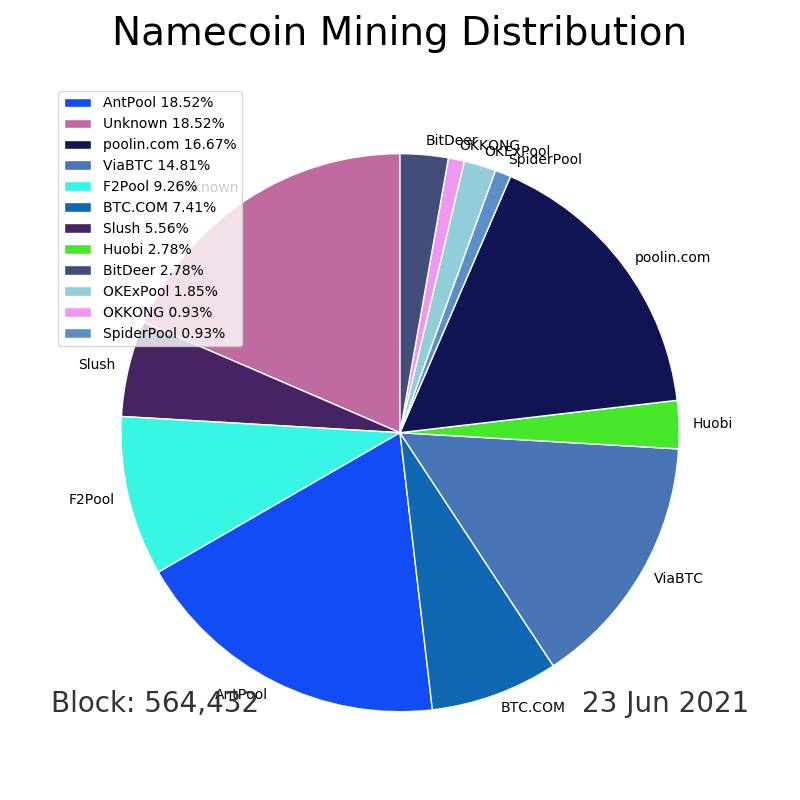 Namecoin Mining Distribution
AntPool 18.52%
Unknown 18.52%
poolin.com 16.67%
ViaBTC 14.81%
F2Pool 9.26%
BTC.COM 7.41%
Slush 5.56%
Huobi 2.78%
BitDeer 2.78%
OKExPool 1.85%
OKKONG 0.93%
SpiderPool 0.93%
BitDeer
OKKONG
OKExPool
SpiderPool
Unknown
poolin.com
Slush
Huobi
F2Pool
ViaBTC
AntPool
BTC.COM
Block: 564,432
23 Jun 2021